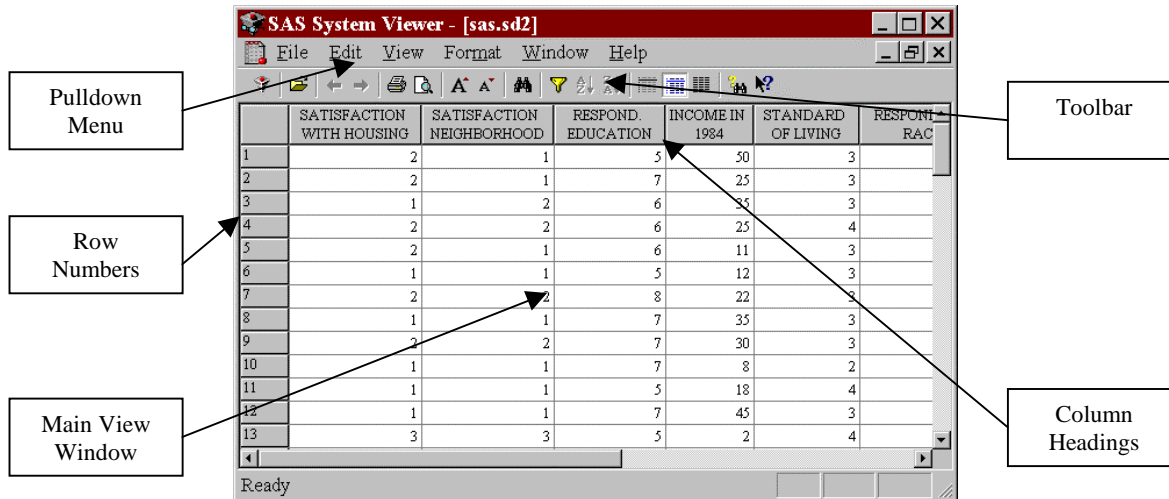 SAS System Viewer - [sas.sd2]
File Edit View Format Window Help
Pulldown
Menu
Toolbar
SATISFACTION WITH HOUSING
SATISFACTION NEIGHBORHOOD
RESPOND. EDUCATION
INCOME IN 1984
STANDARD OF LIVING
RESPOND RAC
1 2 1 5 50 3
2 2 1 7 25 3
3 1 2 6 35 3
4 2 2 6 25 4
5 2 1 6 11 3
6 1 1 5 12 3
7 2 2 8 22 3
8 1 1 7 35 3
9 2 2 7 30 3
10 1 1 7 8 2
11 1 1 5 18 4
12 1 1 7 45 3
13 3 3 5 2 4
Row
Numbers
Main View
Window
Column
Headings
Ready